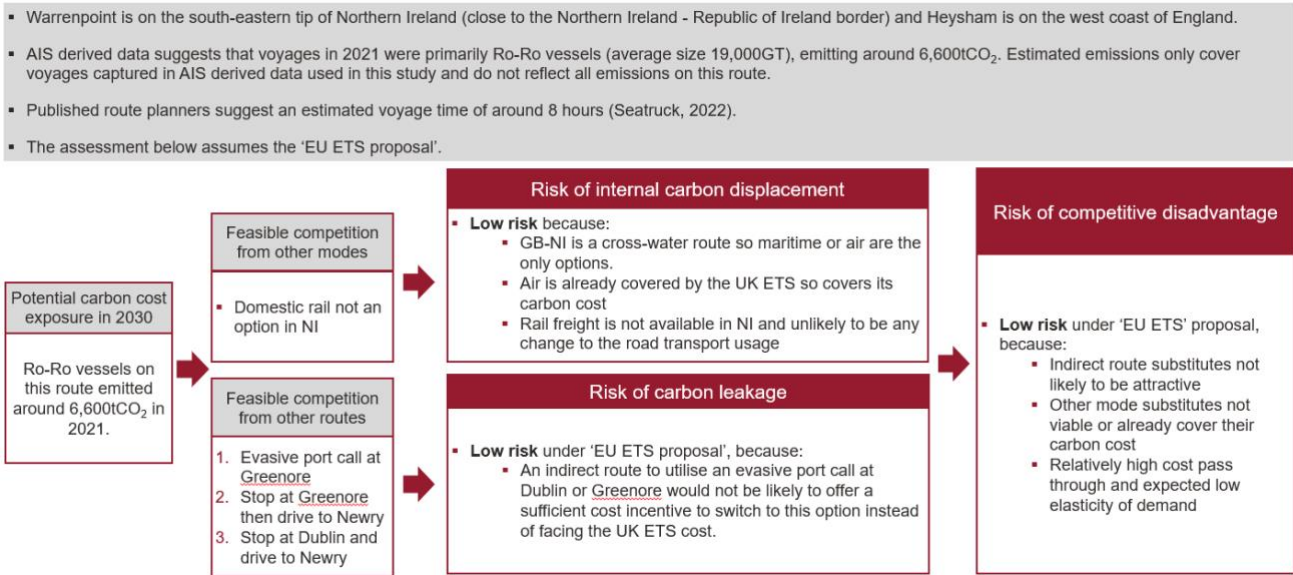 ▪ Warrenpoint is on the south-eastern tip of Northern Ireland (close to the Northern Ireland - Republic of Ireland border) and Heysham is on the west coast of England.
▪ AIS derived data suggests that voyages in 2021 were primarily Ro-Ro vessels (average size 19,000GT), emitting around 6,600tCO₂. Estimated emissions only cover
voyages captured in AIS derived data used in this study and do not reflect all emissions on this route.
▪ Published route planners suggest an estimated voyage time of around 8 hours (Seatruck, 2022).
▪ The assessment below assumes the ‘EU ETS proposal’.
Potential carbon cost
exposure in 2030
Ro-Ro vessels on
this route emitted
around 6,600tCO₂ in
2021.
Feasible competition
from other modes
▪ Domestic rail not an
option in NI
Feasible competition
from other routes
1. Evasive port call at
Greenore
2. Stop at Greenore
then drive to Newry
3. Stop at Dublin and
drive to Newry
Risk of internal carbon displacement
▪ Low risk because:
▪ GB-NI is a cross-water route so maritime or air are the
only options.
▪ Air is already covered by the UK ETS so covers its
carbon cost
▪ Rail freight is not available in NI and unlikely to be any
change to the road transport usage
Risk of carbon leakage
▪ Low risk under ‘EU ETS proposal’, because:
▪ An indirect route to utilise an evasive port call at
Dublin or Greenore would not be likely to offer a
sufficient cost incentive to switch to this option instead
of facing the UK ETS cost.
Risk of competitive disadvantage
▪ Low risk under ‘EU ETS’ proposal,
because:
▪ Indirect route substitutes not
likely to be attractive
▪ Other mode substitutes not
viable or already cover their
carbon cost
▪ Relatively high cost pass
through and expected low
elasticity of demand